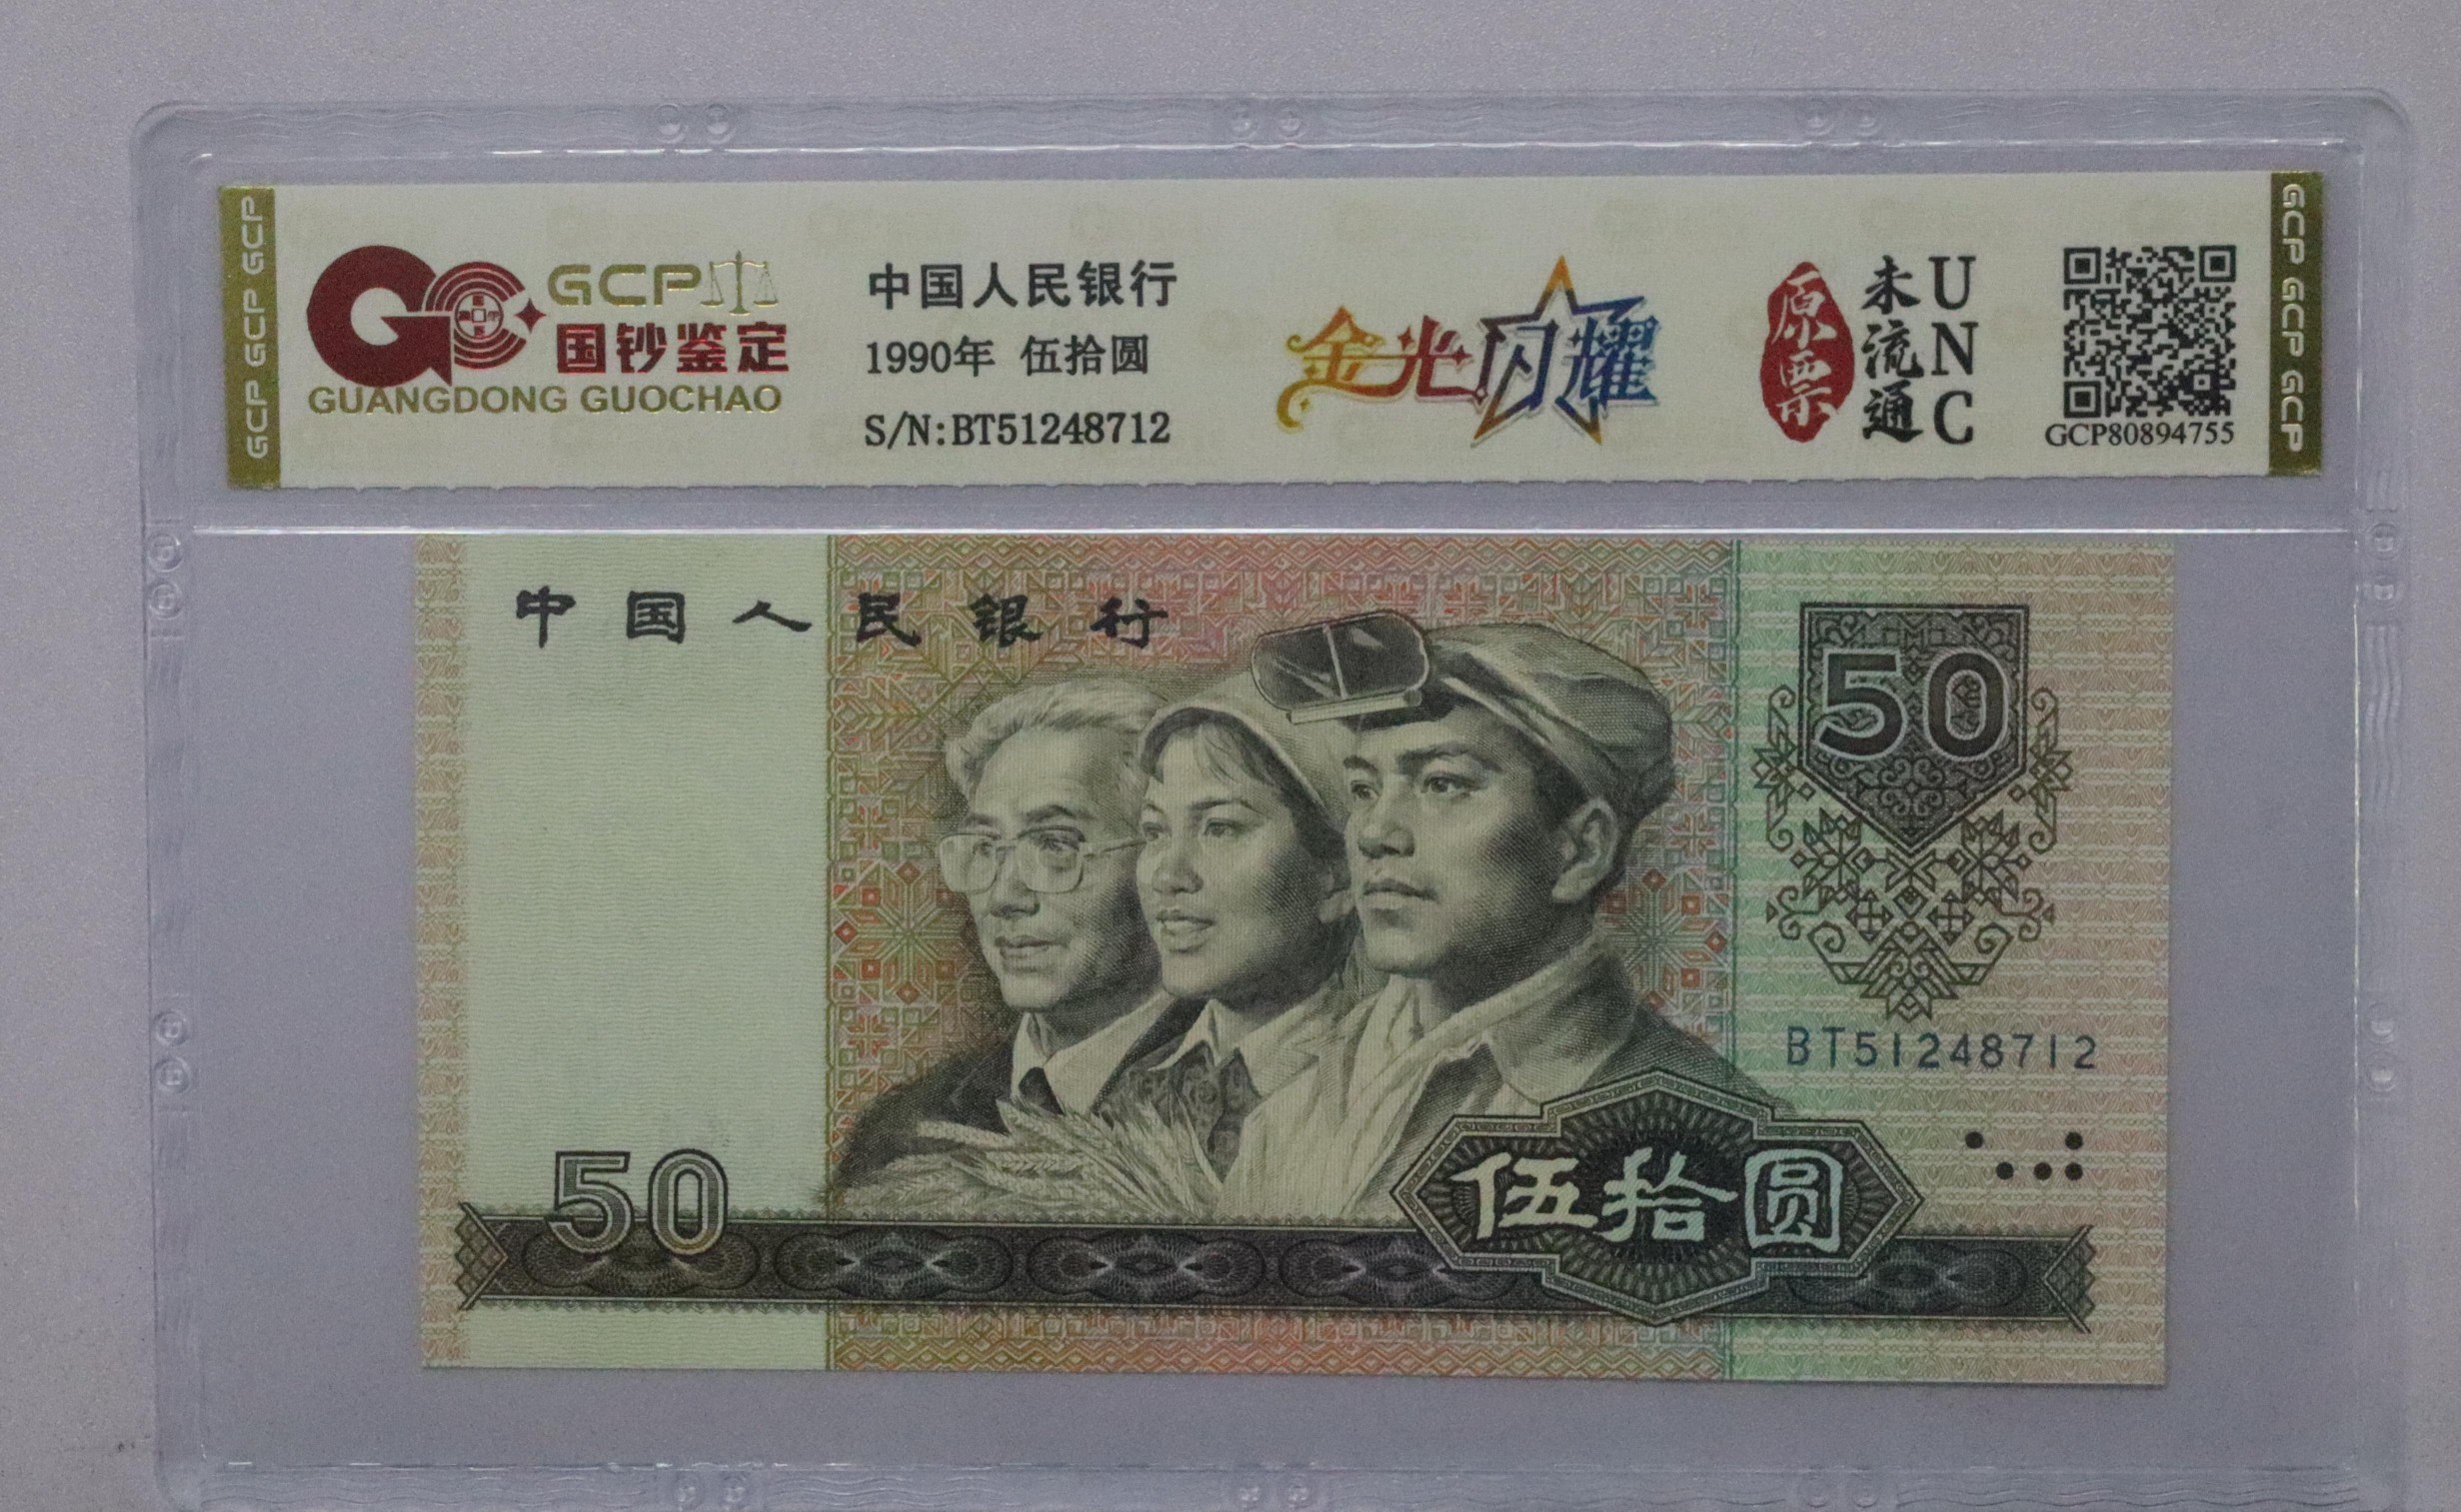 GCP GCP GCP
GCP
国钞鉴定
GUANGDONG GUOCHAO
中国人民银行
1990年 伍拾圆
S/N:BT51248712
金光闪耀
原票
未流通
UNC
GCP80894755
GCP GCP GCP
中国人民银行
50
BT51248712
50
伍拾圆